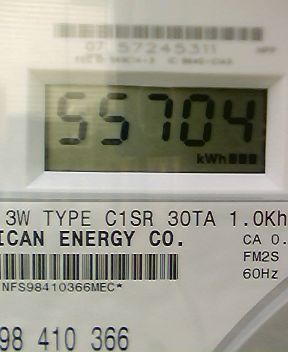 07 57245311
55704
kWh
3W TYPE C1SR 30TA 1.0Kh
ICAN ENERGY CO.
CA 0.
FM2S
60Hz
NFS98410366MEC*
98 410 366